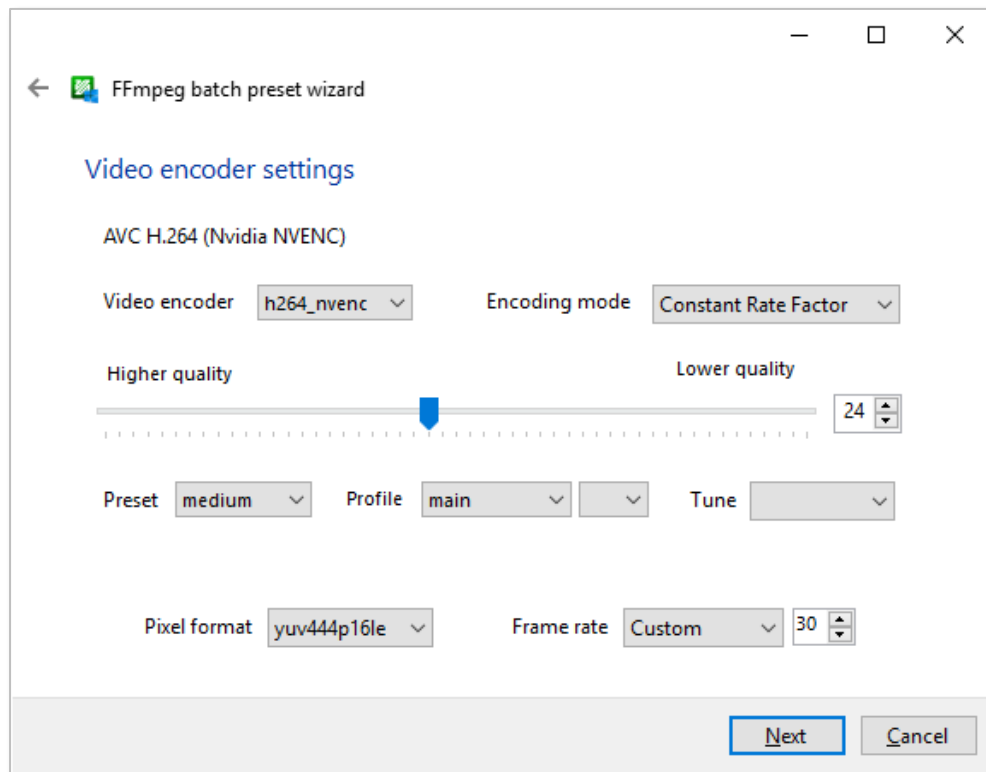 FFmpeg batch preset wizard
Video encoder settings
AVC H.264 (Nvidia NVENC)
Video encoder h264_nvenc Encoding mode Constant Rate Factor
Higher quality Lower quality
24
Preset medium Profile main Tune
Pixel format yuv444p16le Frame rate Custom 30
Next Cancel